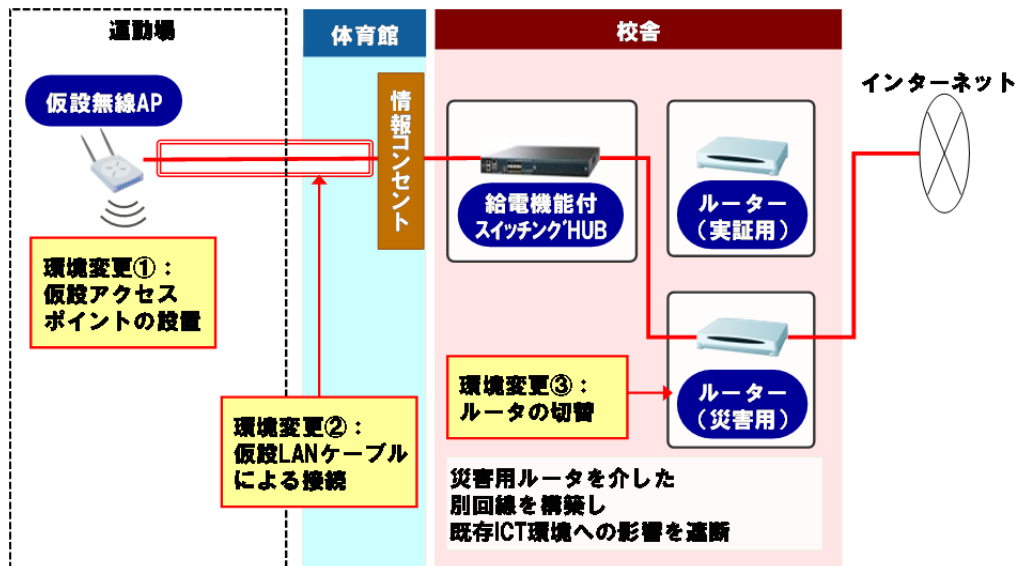 運動場
体育館
校舎
インターネット
仮設無線AP
情報コンセント
給電機能付
スイッチングHUB
ルーター
(実証用)
環境変更①:
仮設アクセス
ポイントの設置
環境変更②:
仮設LANケーブル
による接続
環境変更③:
ルータの切替
ルーター
(災害用)
災害用ルータを介した
別回線を構築し
既存ICT環境への影響を遮断